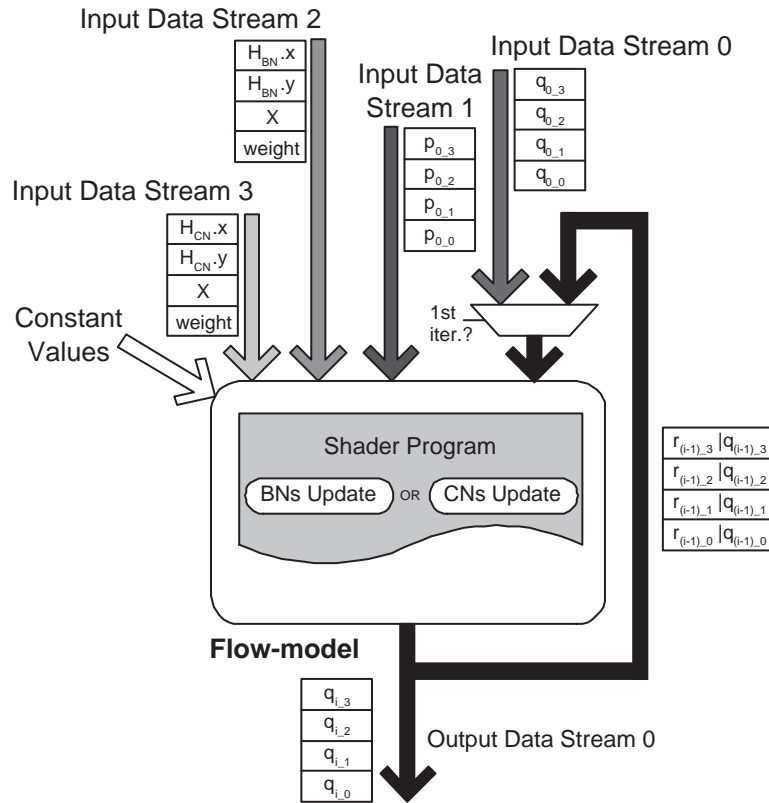 Input Data Stream 2
H_BN.x
H_BN.y
X
weight
Input Data Stream 0
q_0_3
q_0_2
q_0_1
q_0_0
Input Data
Stream 1
p_0_3
p_0_2
p_0_1
p_0_0
Input Data Stream 3
H_CN.x
H_CN.y
X
weight
Constant
Values
1st
iter.?
Shader Program
BNs Update OR CNs Update
r_(i-1)_3 |q_(i-1)_3
r_(i-1)_2 |q_(i-1)_2
r_(i-1)_1 |q_(i-1)_1
r_(i-1)_0 |q_(i-1)_0
Flow-model
q_i_3
q_i_2
q_i_1
q_i_0
Output Data Stream 0